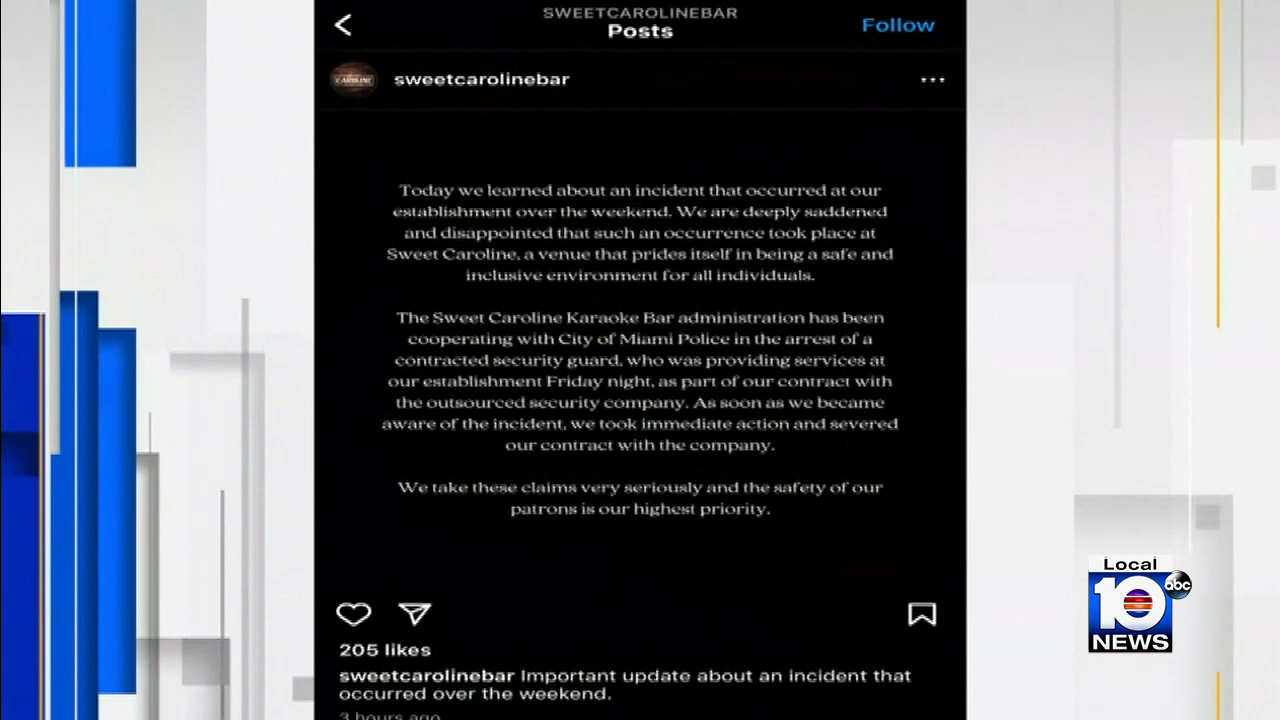 SWEETCAROLINEBAR
Posts
Follow
sweetcarolinebar
Today we learned about an incident that occurred at our
establishment over the weekend. We are deeply saddened
and disappointed that such an occurrence took place at
Sweet Caroline, a venue that prides itself in being a safe and
inclusive environment for all individuals.
The Sweet Caroline Karaoke Bar administration has been
cooperating with City of Miami Police in the arrest of a
contracted security guard, who was providing services at
our establishment Friday night, as part of our contract with
the outsourced security company. As soon as we became
aware of the incident, we took immediate action and severed
our contract with the company.
We take these claims very seriously and the safety of our
patrons is our highest priority.
205 likes
sweetcarolinebar Important update about an incident that
occurred over the weekend.
3 hours ago
Local
10
abc
NEWS